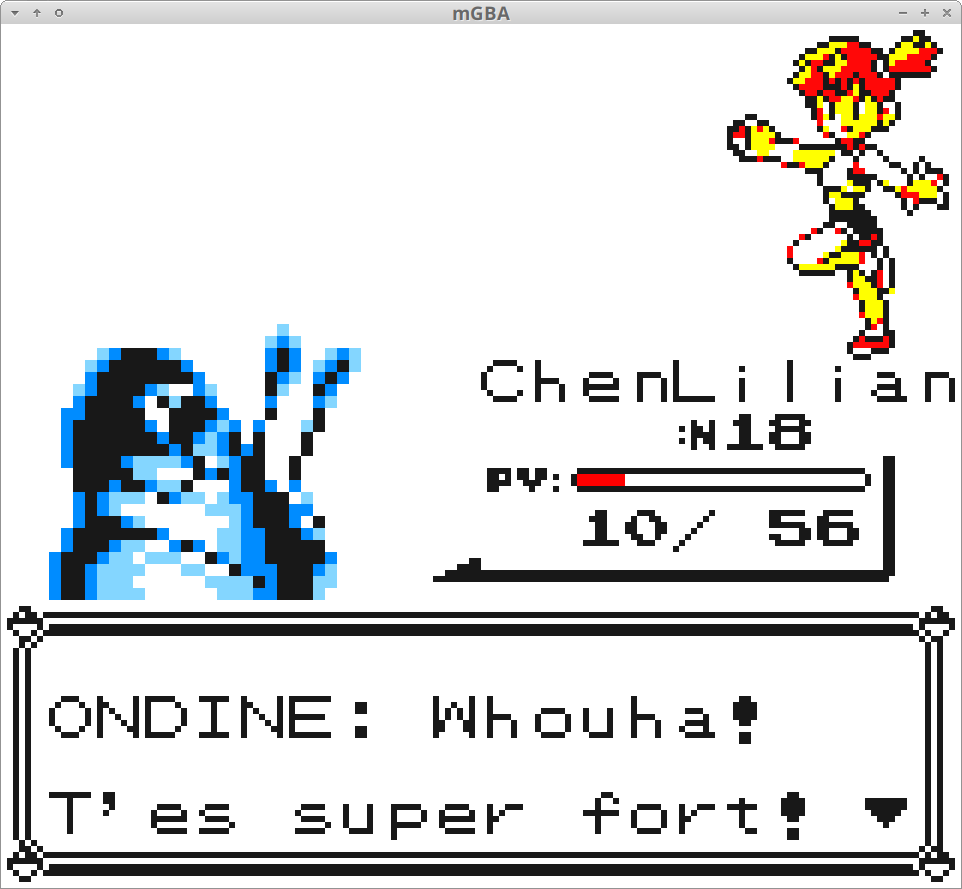 mGBA
ChenLilian
:N18
PV:
10/ 56
ONDINE: Whouha!
T'es super fort!